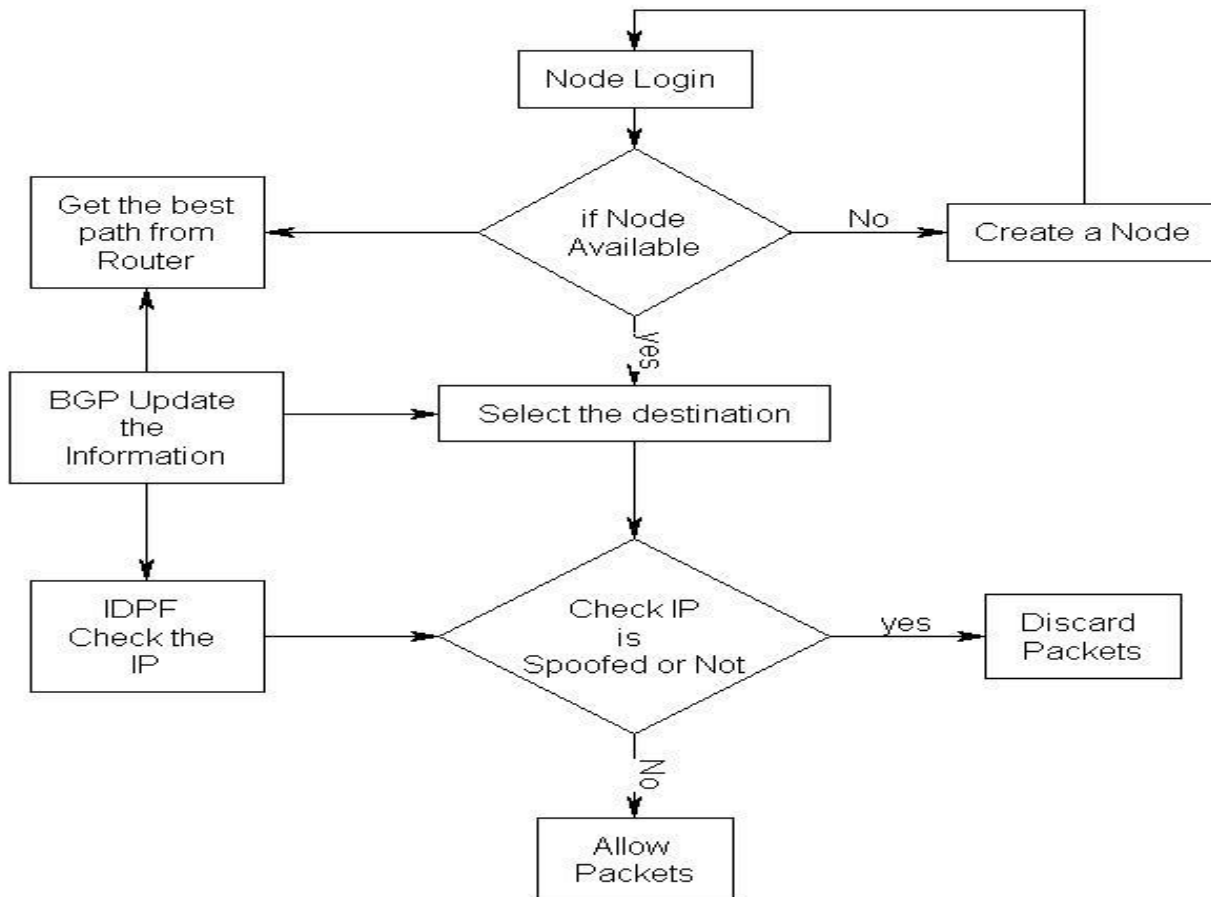 Node Login
if Node
Available
No
Create a Node
Get the best
path from
Router
yes
BGP Update
the
Information
Select the destination
IDPF
Check the
IP
Check IP
is
Spoofed or Not
yes
Discard
Packets
No
Allow
Packets